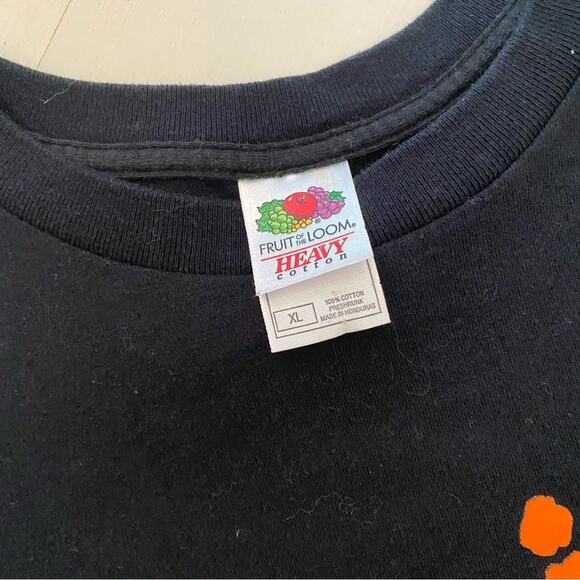 FRUIT OF THE LOOM®
HEAVY
cotton
XL
100% COTTON
PRESHRUNK
MADE IN HONDURAS